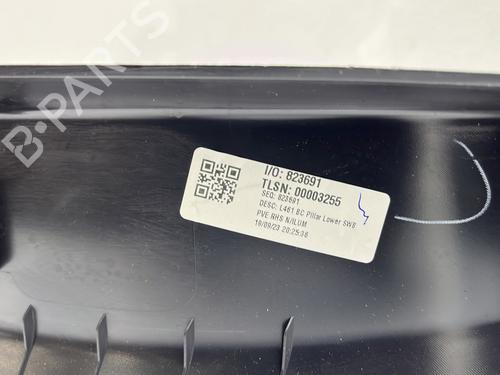 B-PARTS
I/O: 823691
TLSN: 00003255
SEQ: 823691
DESC: L461 BC Pillar Lower SWB
PVE RHS N/ILUM
19/09/23 20:25:36